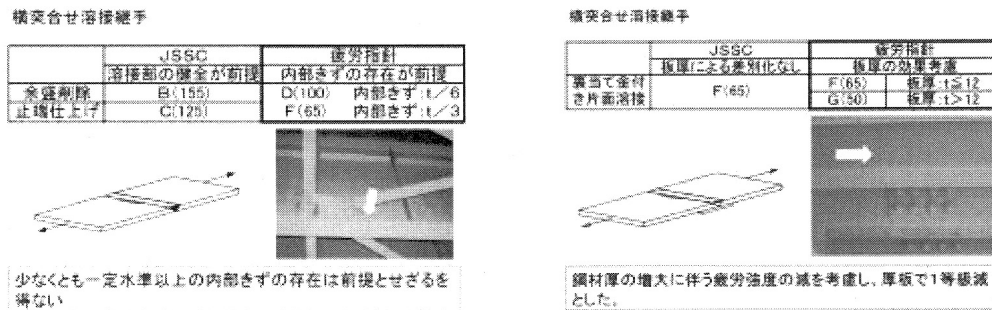 横突合せ溶接継手
JSSC 疲労指針
溶接部の健全が前提 内部きずの存在が前提
余盛削除 B(155) D(100) 内部きず:t/6
止端仕上げ C(125) F(65) 内部きず:t/3
少なくとも一定水準以上の内部きずの存在は前提とせざるを
得ない
横突合せ溶接継手
JSSC 疲労指針
板厚による差別化なし 板厚の効果考慮
裏当て金付
き片面溶接 F(65) F(65) 板厚:t≦12
G(50) 板厚:t>12
鋼材厚の増大に伴う疲労強度の減を考慮し、厚板で1等級減
とした。